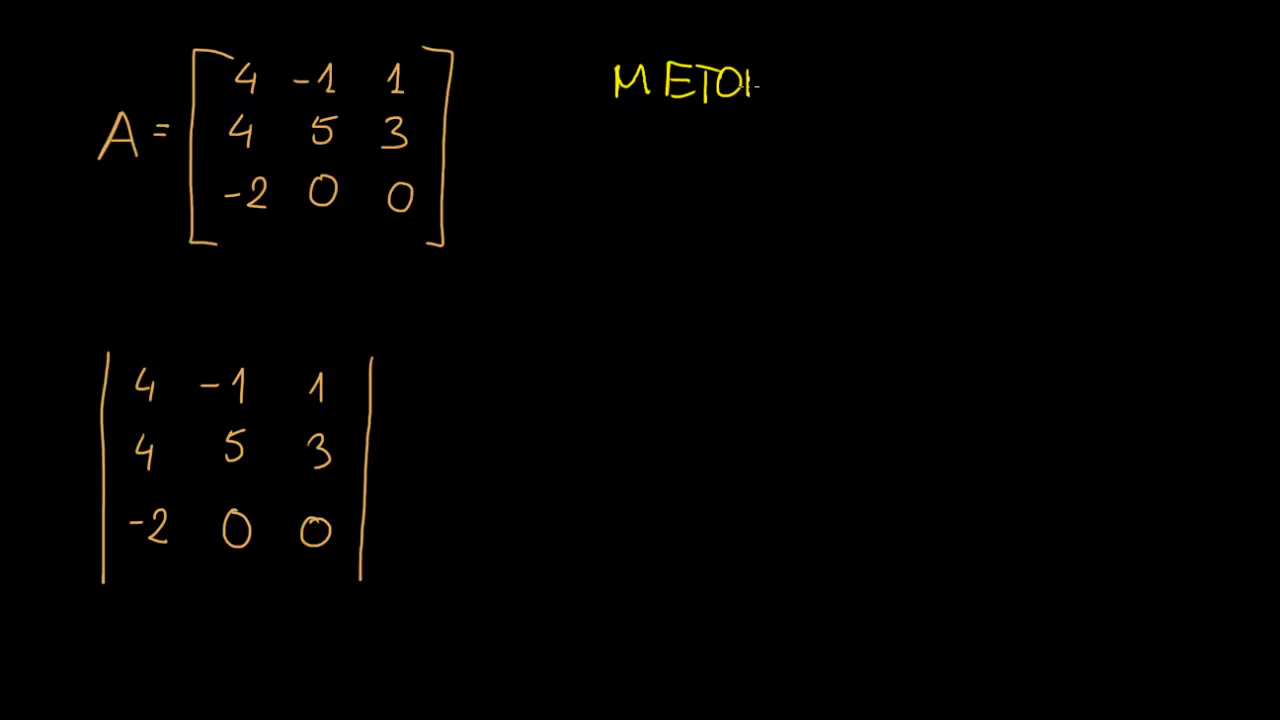 A = [ 4 -1 1
4 5 3
-2 0 0 ]
METO
| 4 -1 1 |
| 4 5 3 |
| -2 0 0 |